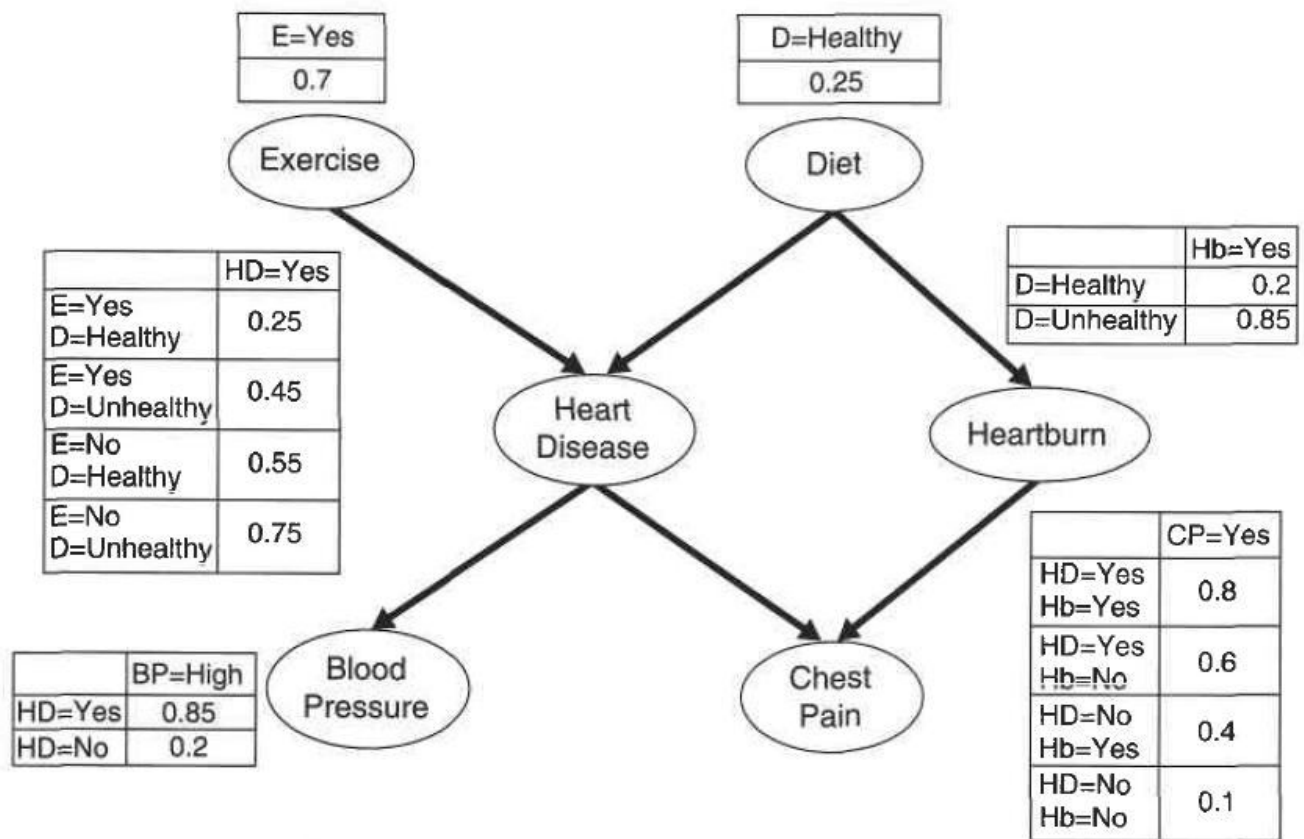 E=Yes
0.7
D=Healthy
0.25
Exercise
Diet
HD=Yes
E=Yes
D=Healthy
0.25
E=Yes
D=Unhealthy
0.45
E=No
D=Healthy
0.55
E=No
D=Unhealthy
0.75
Hb=Yes
D=Healthy 0.2
D=Unhealthy 0.85
Heart
Disease
Heartburn
BP=High
HD=Yes 0.85
HD=No 0.2
Blood
Pressure
Chest
Pain
CP=Yes
HD=Yes
Hb=Yes
0.8
HD=Yes
Hb=No
0.6
HD=No
Hb=Yes
0.4
HD=No
Hb=No
0.1